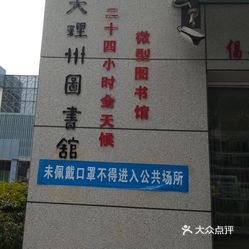 大理州圖書館
二十四小时全天候
微型图书馆
福
未佩戴口罩不得进入公共场所
大众点评